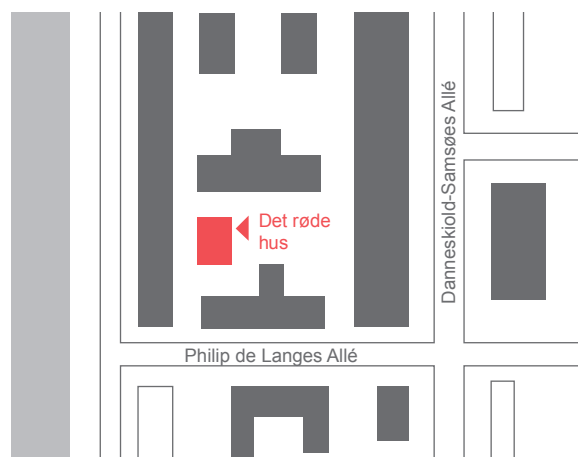 Det røde
hus
Danneskiold-Samsøes Allé
Philip de Langes Allé